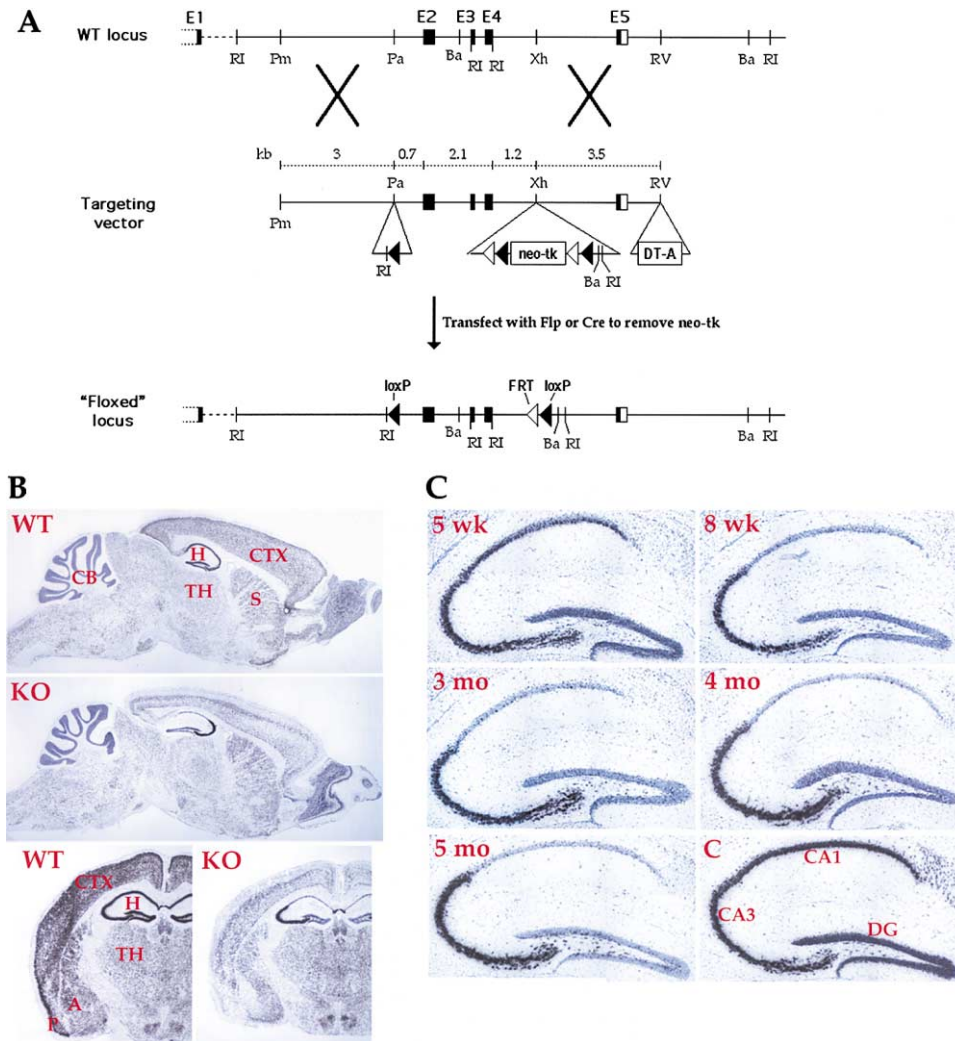 A
E1 E2 E3 E4 E5
WT locus
RI Pm Pa Ba RI RI Xh RV Ba RI
kb 3 0.7 2.1 1.2 3.5
Pa Xh RV
Targeting
vector
Pm
neo-tk DT-A
RI Ba RI
Transfect with Flp or Cre to remove neo-tk
loxP FRT loxP
"Floxed"
locus
RI RI Ba RI RI Ba RI Ba RI
B
WT
CB H CTX
TH S
KO
WT
CTX
H
TH
A
P
KO
C
5 wk
8 wk
3 mo
4 mo
5 mo
C
CA1
CA3
DG